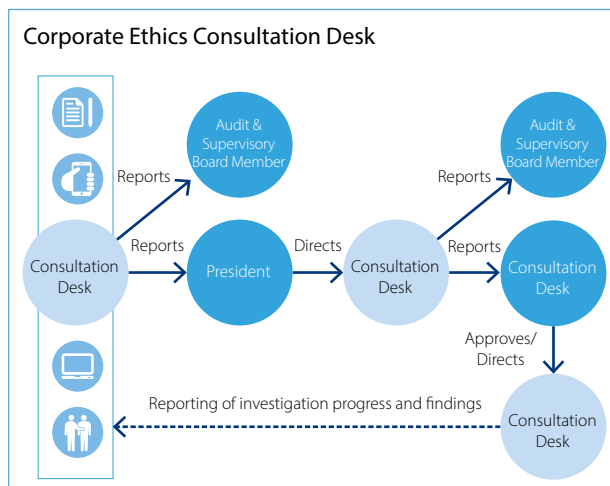 Corporate Ethics Consultation Desk
Audit &
Supervisory
Board Member
Audit &
Supervisory
Board Member
Reports
Reports
Consultation
Desk
Reports
President
Directs
Consultation
Desk
Reports
Consultation
Desk
Approves/
Directs
Reporting of investigation progress and findings
Consultation
Desk